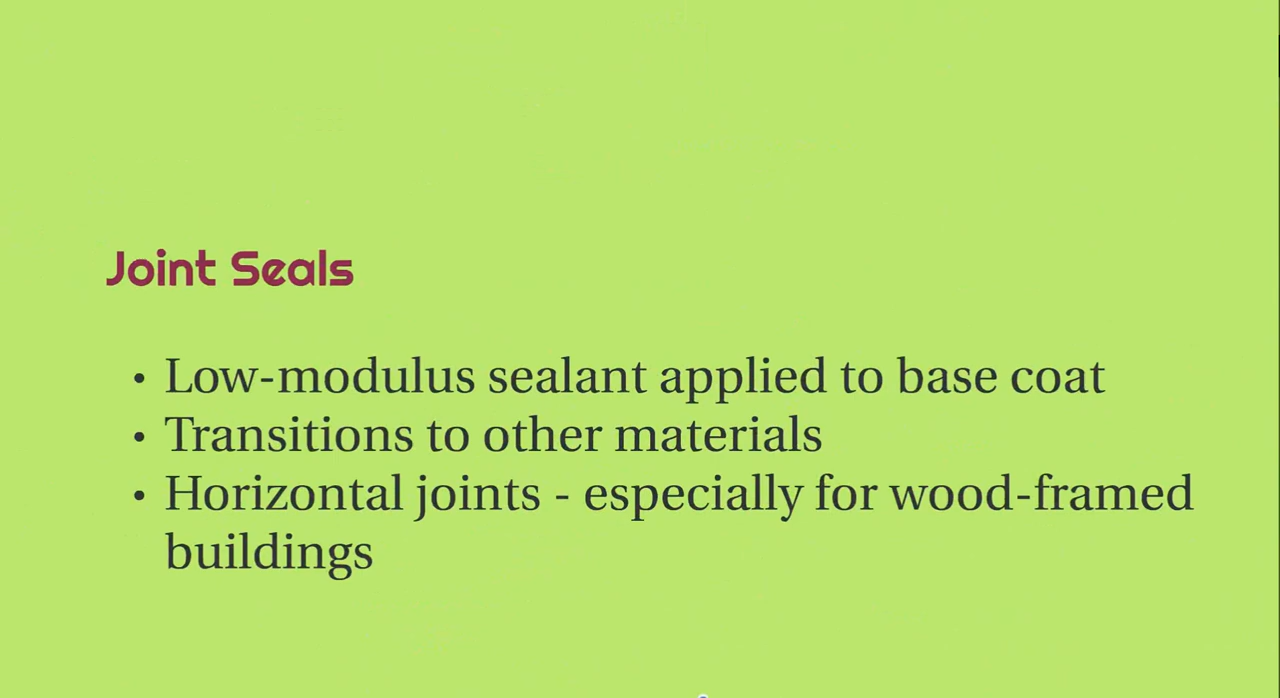 Joint Seals
• Low-modulus sealant applied to base coat
• Transitions to other materials
• Horizontal joints - especially for wood-framed
buildings